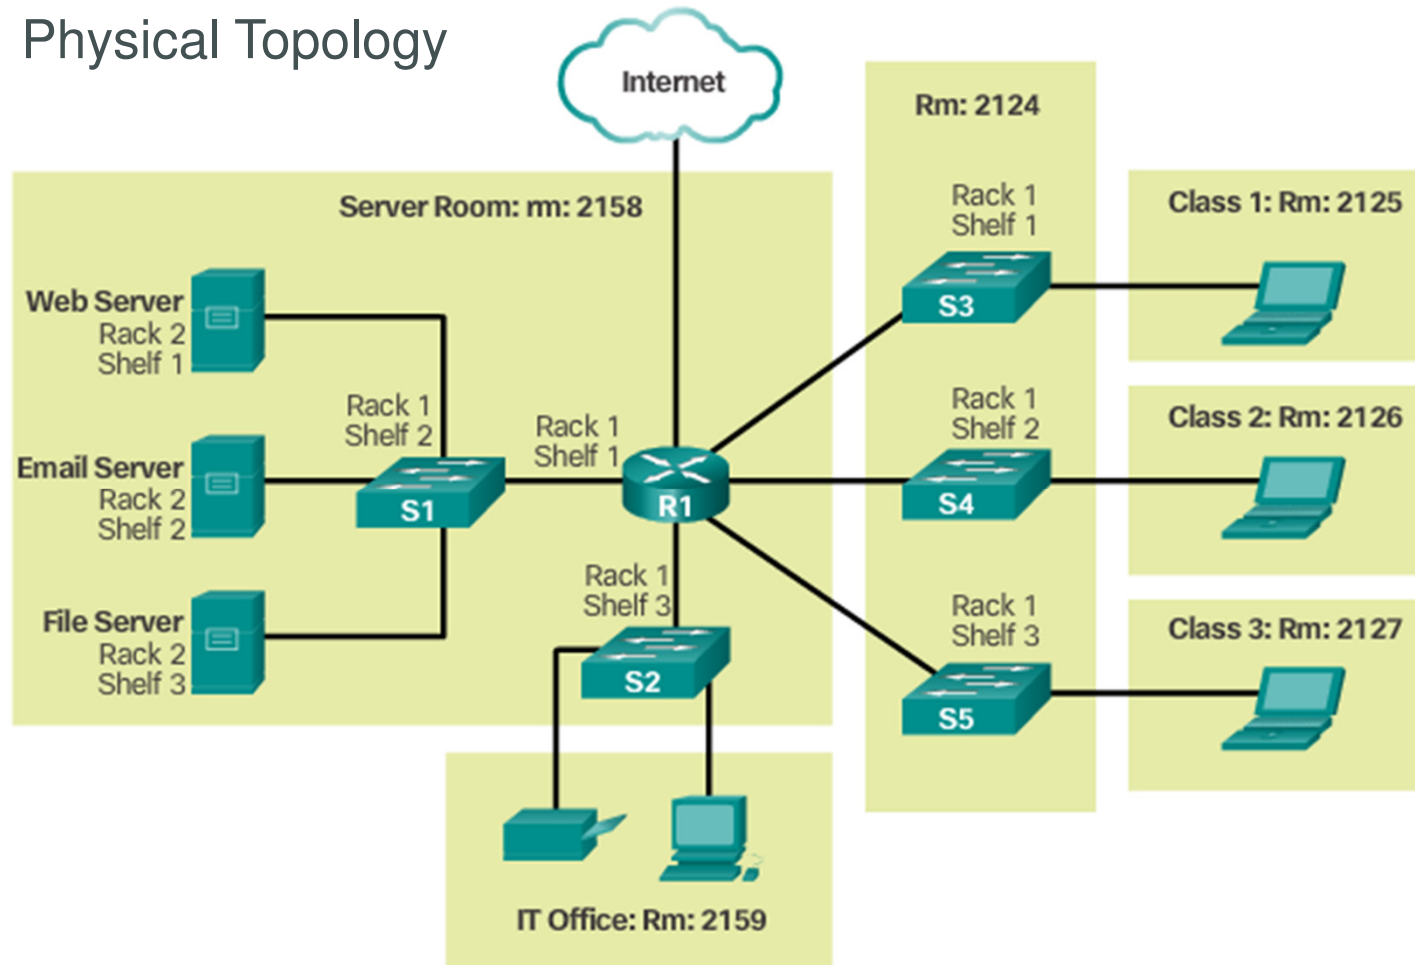 Physical Topology
Internet
Rm: 2124
Server Room: rm: 2158
Rack 1
Shelf 1
Class 1: Rm: 2125
Web Server
Rack 2
Shelf 1
S3
Rack 1
Shelf 2
Rack 1
Shelf 1
Rack 1
Shelf 2
Class 2: Rm: 2126
Email Server
Rack 2
Shelf 2
S1
R1
S4
Rack 1
Shelf 3
Rack 1
Shelf 3
Class 3: Rm: 2127
File Server
Rack 2
Shelf 3
S2
S5
IT Office: Rm: 2159